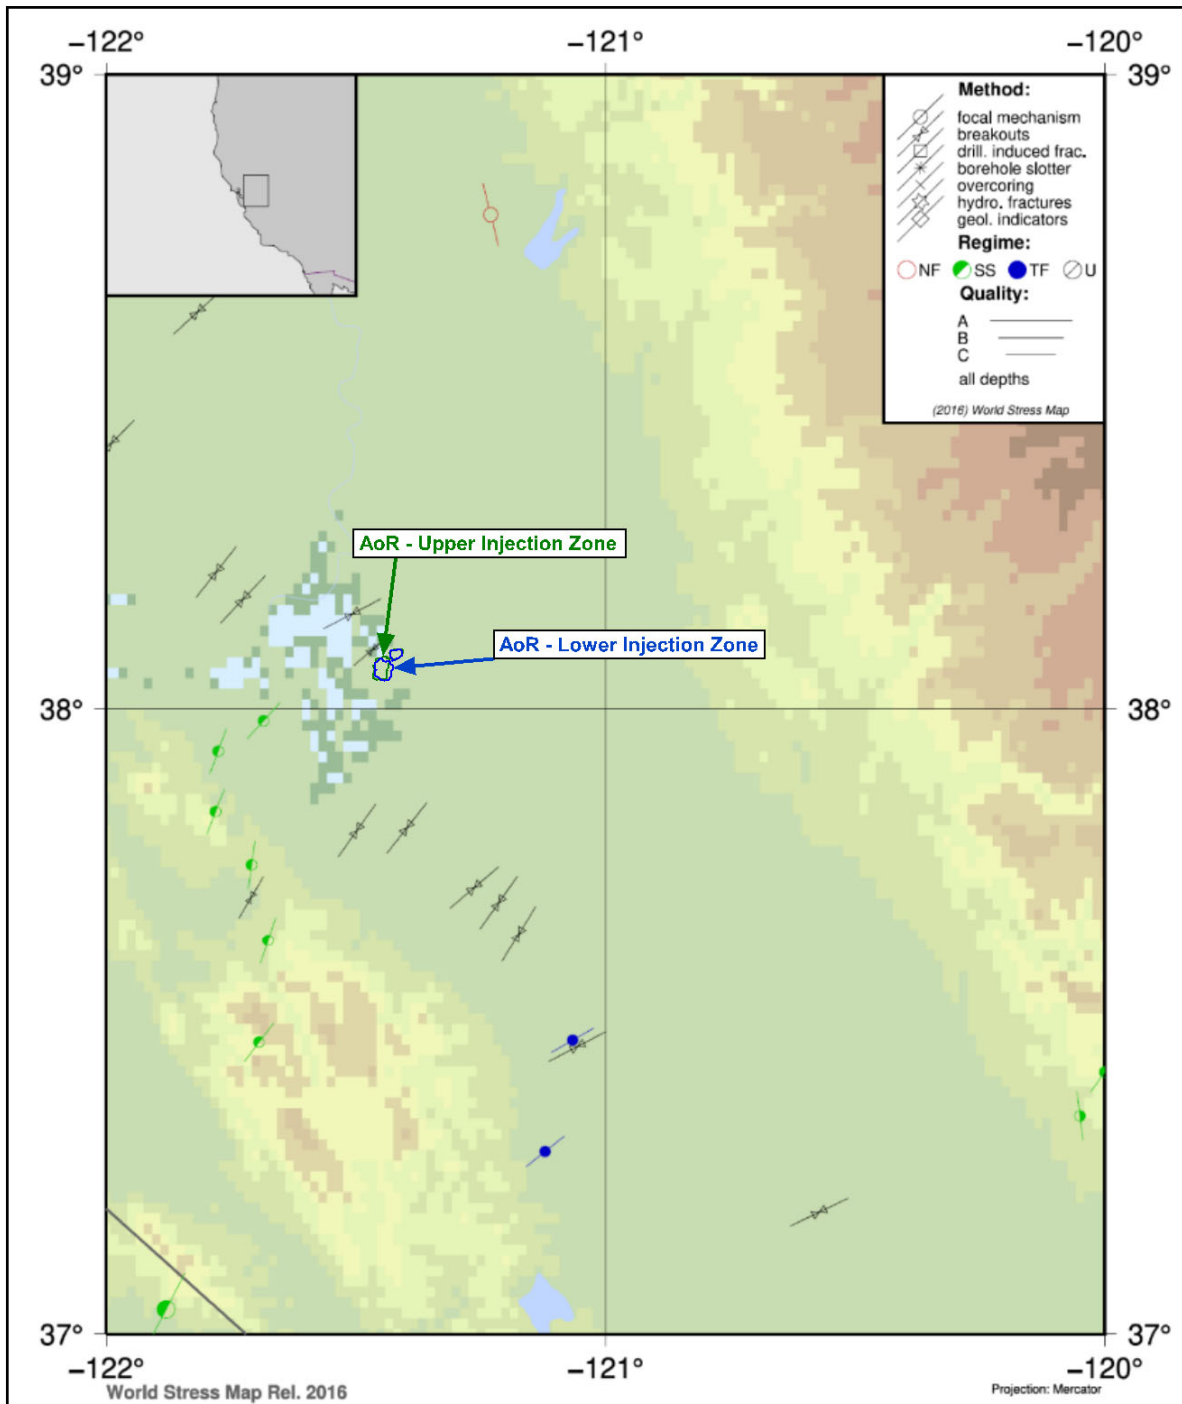 −122°
−121°
−120°
39°
39°
Method:
focal mechanism
breakouts
drill. induced frac.
borehole slotter
overcoring
hydro. fractures
geol. indicators
Regime:
NF SS TF U
Quality:
A
B
C
all depths
(2016) World Stress Map
AoR - Upper Injection Zone
AoR - Lower Injection Zone
38°
38°
37°
37°
−122°
−121°
−120°
World Stress Map Rel. 2016
Projection: Mercator